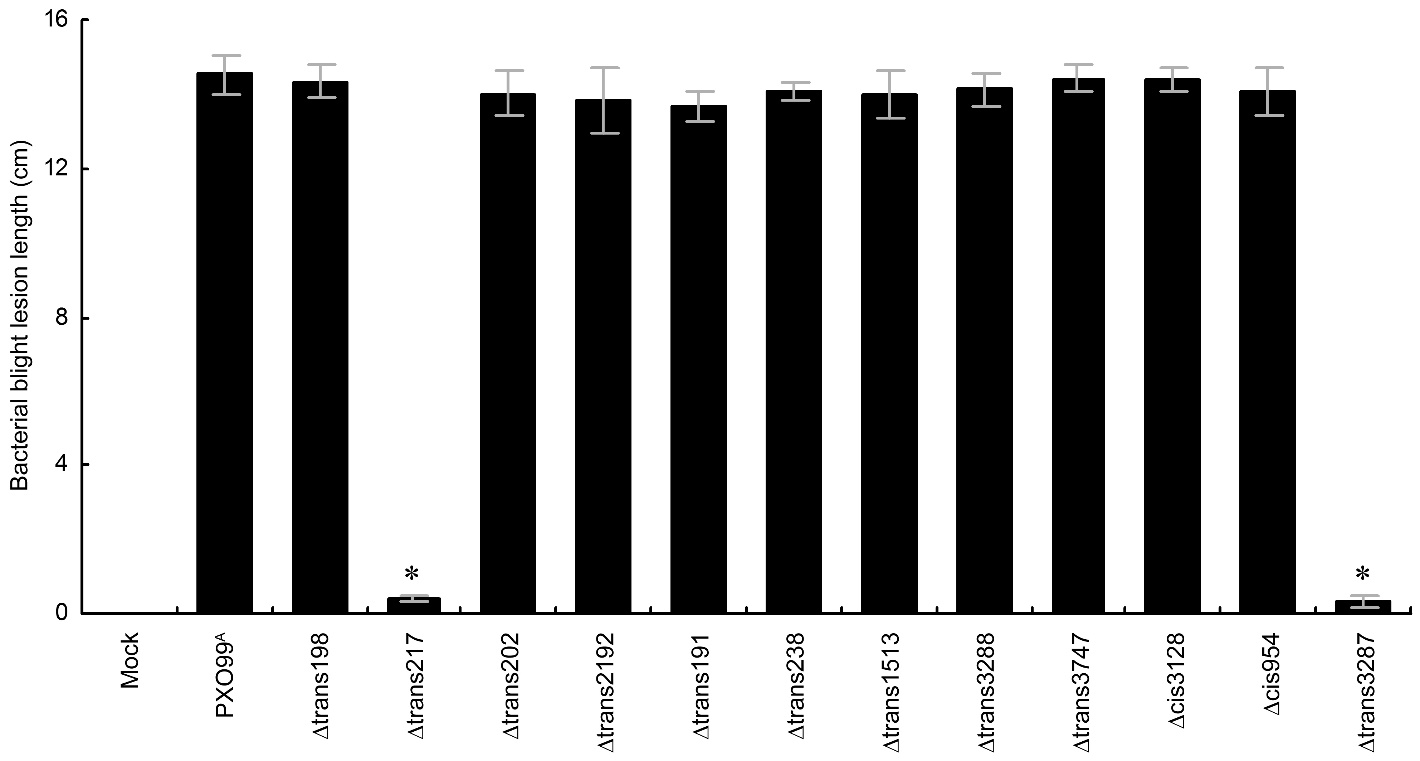 Bacterial blight lesion length (cm)
16
12
8
4
0
*
*
Mock
PXO99ᴬ
Δtrans198
Δtrans217
Δtrans202
Δtrans2192
Δtrans191
Δtrans238
Δtrans1513
Δtrans3288
Δtrans3747
Δcis3128
Δcis954
Δtrans3287